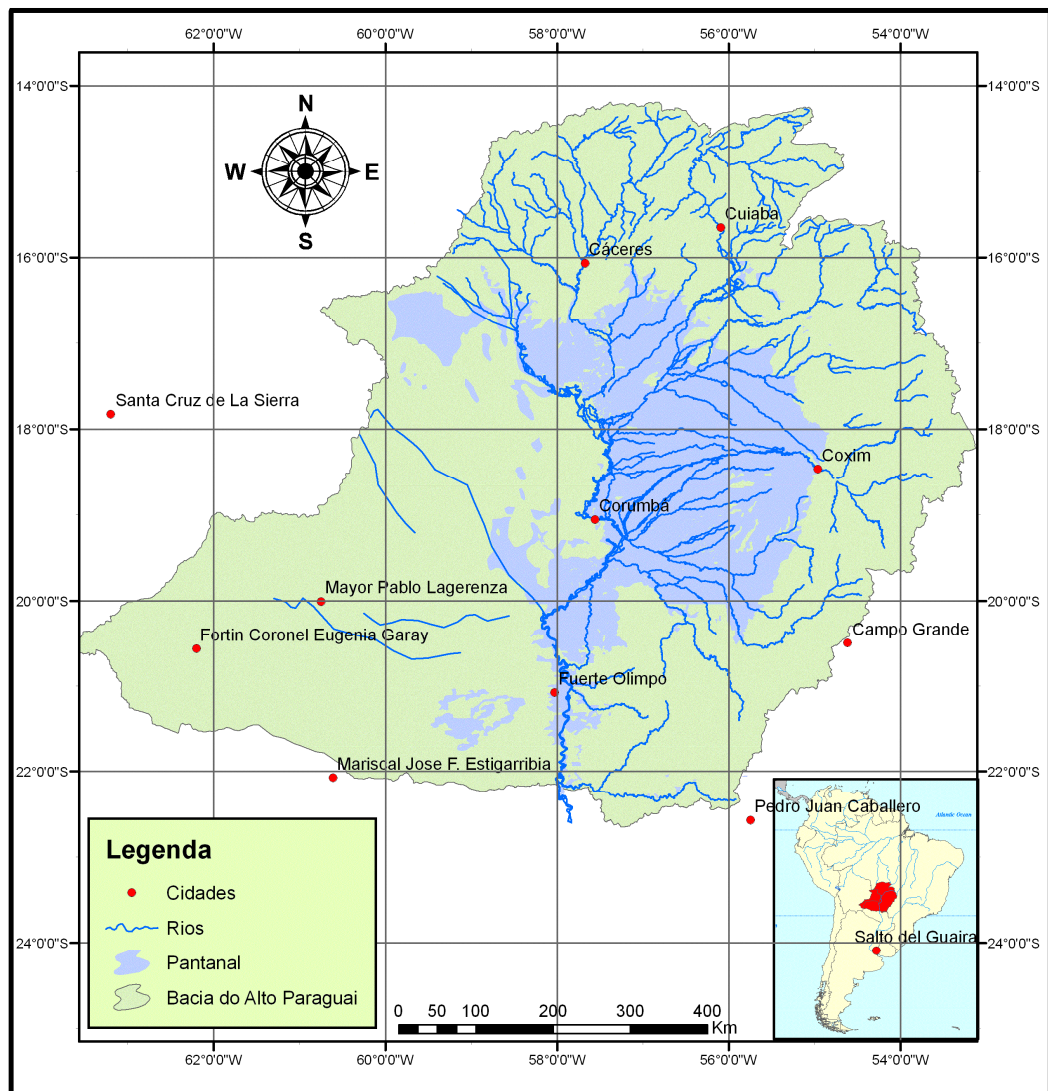 62°0'0"W 60°0'0"W 58°0'0"W 56°0'0"W 54°0'0"W
14°0'0"S 14°0'0"S
N
W E
S
Cuiaba
Cáceres
16°0'0"S 16°0'0"S
Santa Cruz de La Sierra
18°0'0"S 18°0'0"S
Coxim
Corumbá
Mayor Pablo Lagerenza
20°0'0"S 20°0'0"S
Campo Grande
Fortin Coronel Eugenia Garay
Fuerte Olimpo
Mariscal Jose F. Estigarribia
22°0'0"S 22°0'0"S
Pedro Juan Caballero
Atlantic Ocean
Legenda
Cidades
Rios
Pantanal
Bacia do Alto Paraguai
Salto del Guaira
24°0'0"S 24°0'0"S
0 50 100 200 300 400
Km
62°0'0"W 60°0'0"W 58°0'0"W 56°0'0"W 54°0'0"W